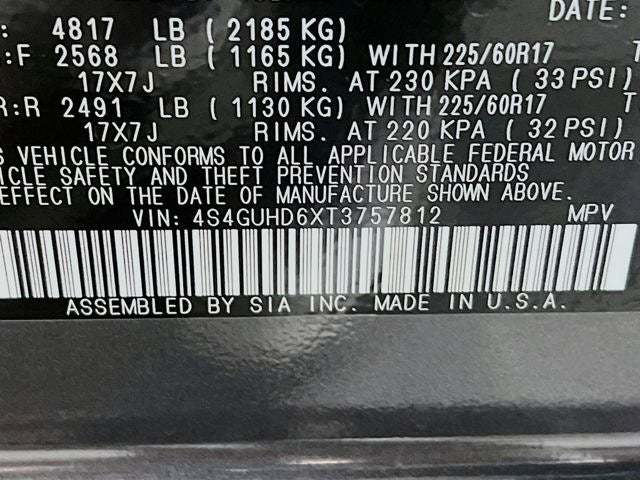 DATE:
: 4817 LB ( 2185 KG)
:F 2568 LB ( 1165 KG) WITH 225/60R17 T
17X7J RIMS. AT 230 KPA ( 33 PSI)
R:R 2491 LB ( 1130 KG) WITH 225/60R17 T
17X7J RIMS. AT 220 KPA ( 32 PSI)
S VEHICLE CONFORMS TO ALL APPLICABLE FEDERAL MOTOR
ICLE SAFETY AND THEFT PREVENTION STANDARDS
EFFECT ON THE DATE OF MANUFACTURE SHOWN ABOVE.
VIN: 4S4GUHD6XT3757812 MPV
ASSEMBLED BY SIA INC. MADE IN U.S.A.